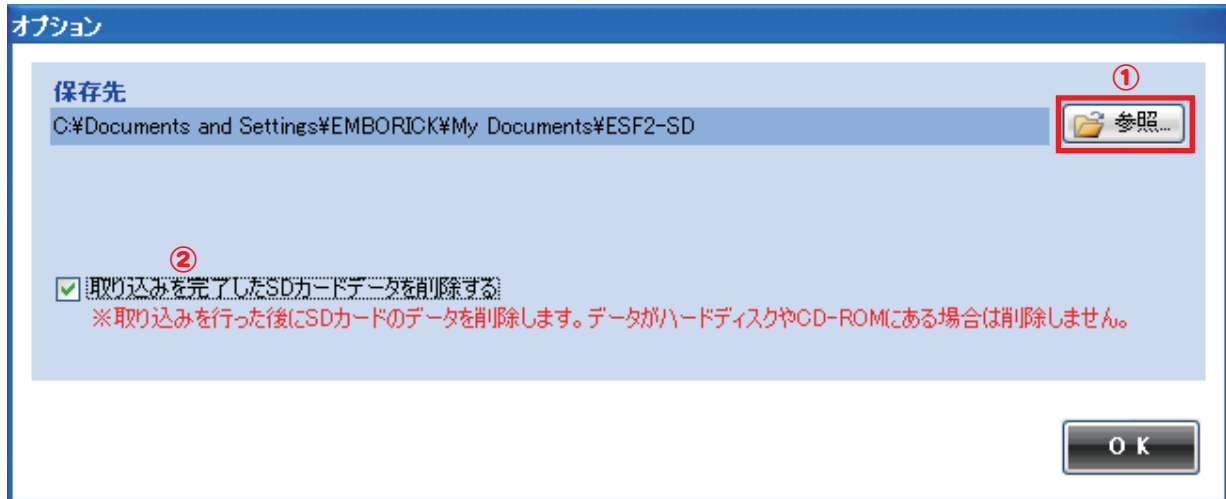 オプション
①
保存先
C:¥Documents and Settings¥EMBORICK¥My Documents¥ESF2-SD
参照...
②
取り込みを完了したSDカードデータを削除する
※取り込みを行った後にSDカードのデータを削除します。データがハードディスクやCD-ROMにある場合は削除しません。
OK